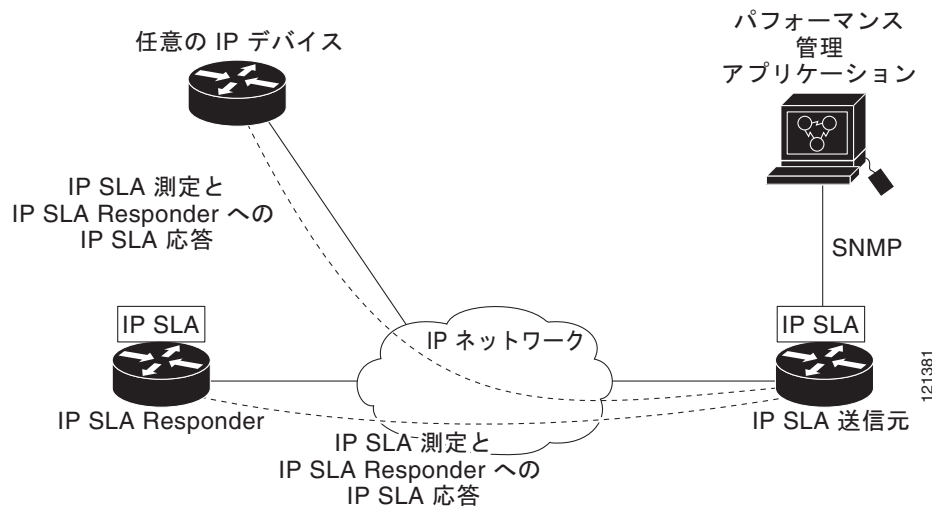 任意の IP デバイス
パフォーマンス
管理
アプリケーション
IP SLA 測定と
IP SLA Responder への
IP SLA 応答
SNMP
IP SLA
IP ネットワーク
IP SLA
IP SLA Responder
IP SLA 送信元
121381
IP SLA 測定と
IP SLA Responder への
IP SLA 応答